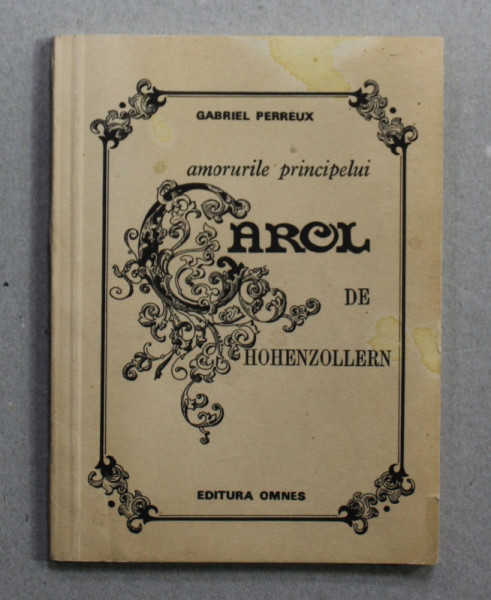 GABRIEL PERREUX
amorurile principelui
CAROL
DE
HOHENZOLLERN
EDITURA OMNES